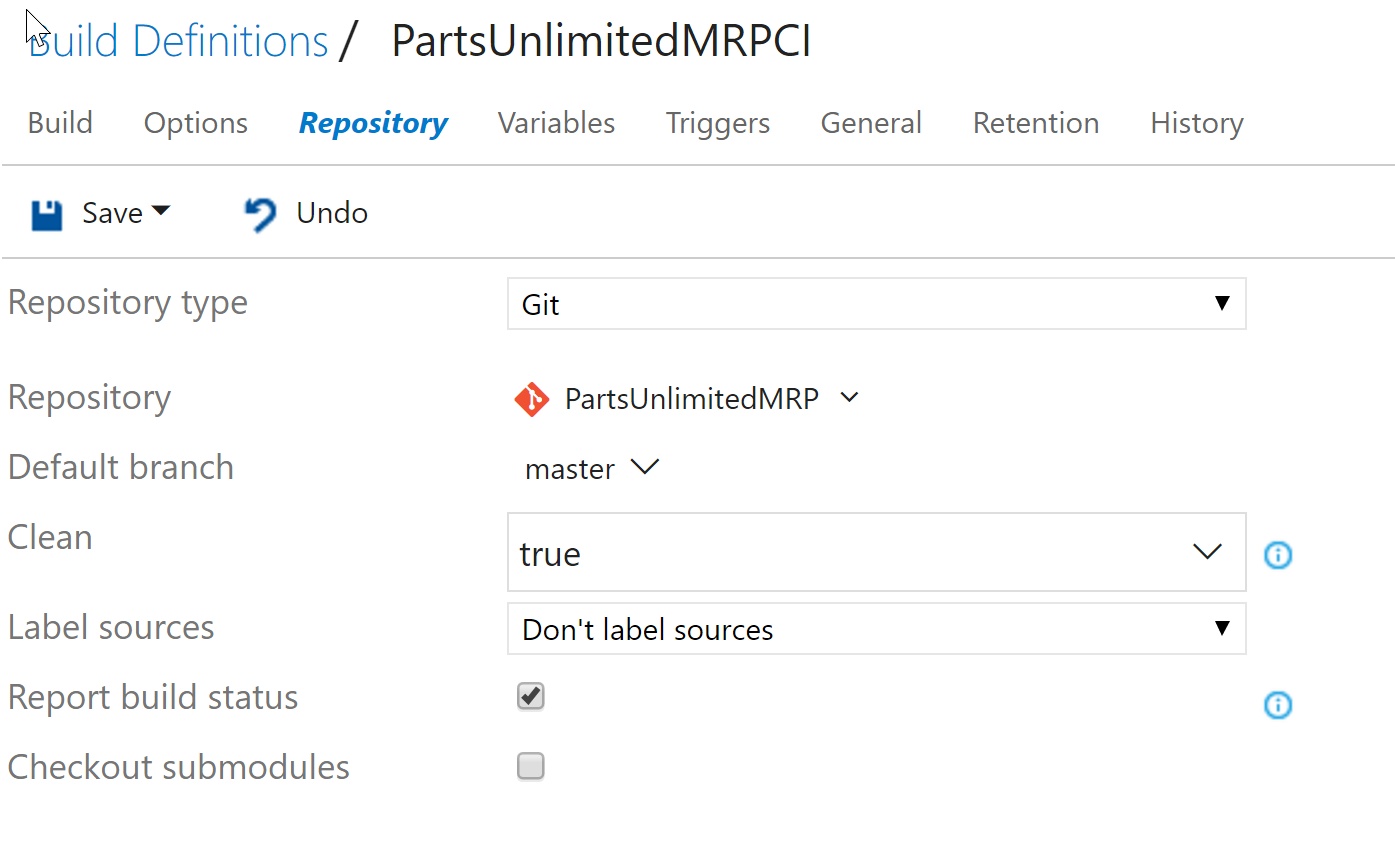 Build Definitions / PartsUnlimitedMRPCI
Build Options Repository Variables Triggers General Retention History
Save Undo
Repository type Git
Repository PartsUnlimitedMRP
Default branch master
Clean true
Label sources Don't label sources
Report build status
Checkout submodules